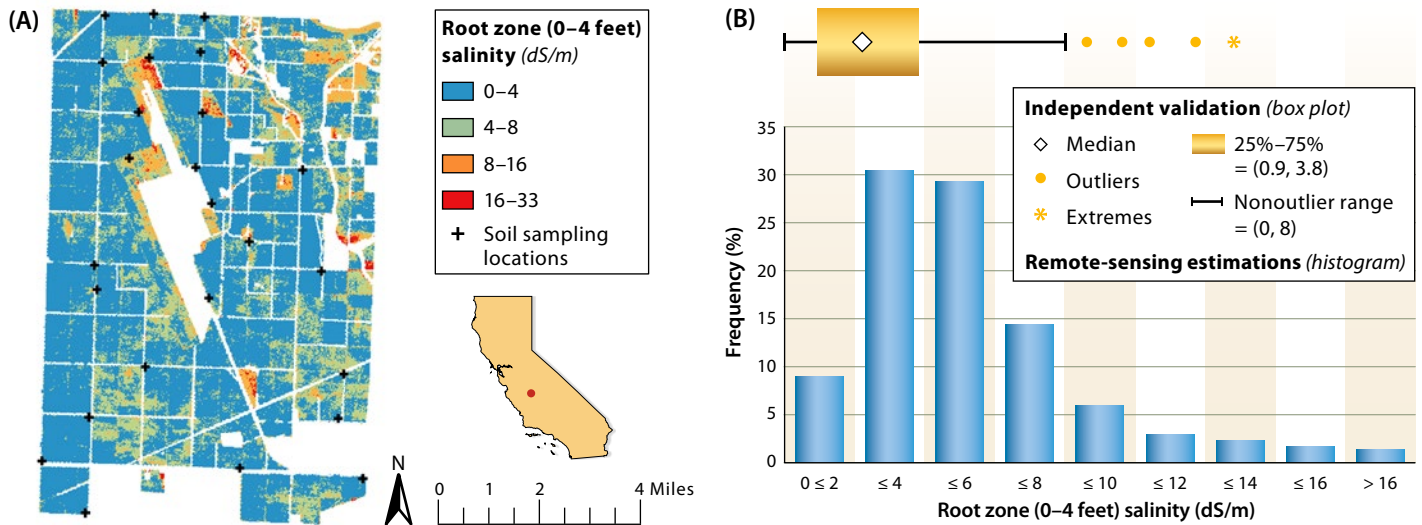 (A)
Root zone (0–4 feet)
salinity (dS/m)
0–4
4–8
8–16
16–33
Soil sampling
locations
N
0 1 2 4 Miles
(B)
Independent validation (box plot)
Median
Outliers
Extremes
25%–75%
= (0.9, 3.8)
Nonoutlier range
= (0, 8)
Remote-sensing estimations (histogram)
Frequency (%)
35
30
25
20
15
10
5
0
0 ≤ 2 ≤ 4 ≤ 6 ≤ 8 ≤ 10 ≤ 12 ≤ 14 ≤ 16 > 16
Root zone (0–4 feet) salinity (dS/m)